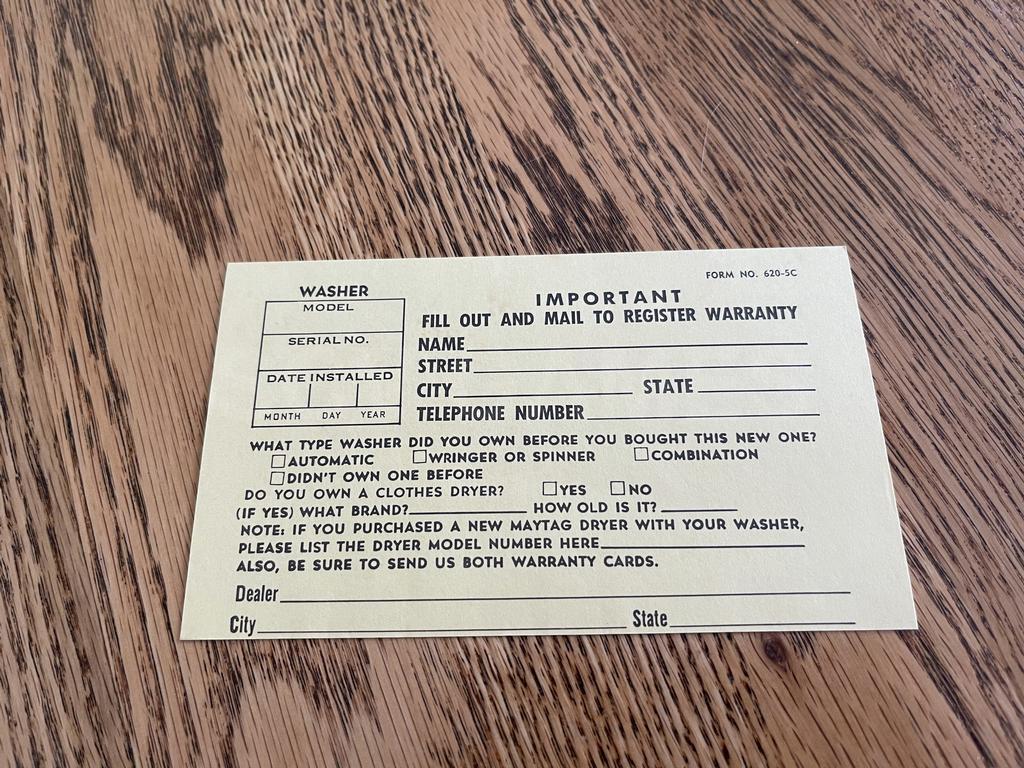 FORM NO. 620-5C
WASHER
MODEL
SERIAL NO.
DATE INSTALLED
MONTH DAY YEAR
IMPORTANT
FILL OUT AND MAIL TO REGISTER WARRANTY
NAME
STREET
CITY STATE
TELEPHONE NUMBER
WHAT TYPE WASHER DID YOU OWN BEFORE YOU BOUGHT THIS NEW ONE?
AUTOMATIC WRINGER OR SPINNER COMBINATION
DIDN'T OWN ONE BEFORE
DO YOU OWN A CLOTHES DRYER? YES NO
(IF YES) WHAT BRAND? HOW OLD IS IT?
NOTE: IF YOU PURCHASED A NEW MAYTAG DRYER WITH YOUR WASHER,
PLEASE LIST THE DRYER MODEL NUMBER HERE
ALSO, BE SURE TO SEND US BOTH WARRANTY CARDS.
Dealer
City State